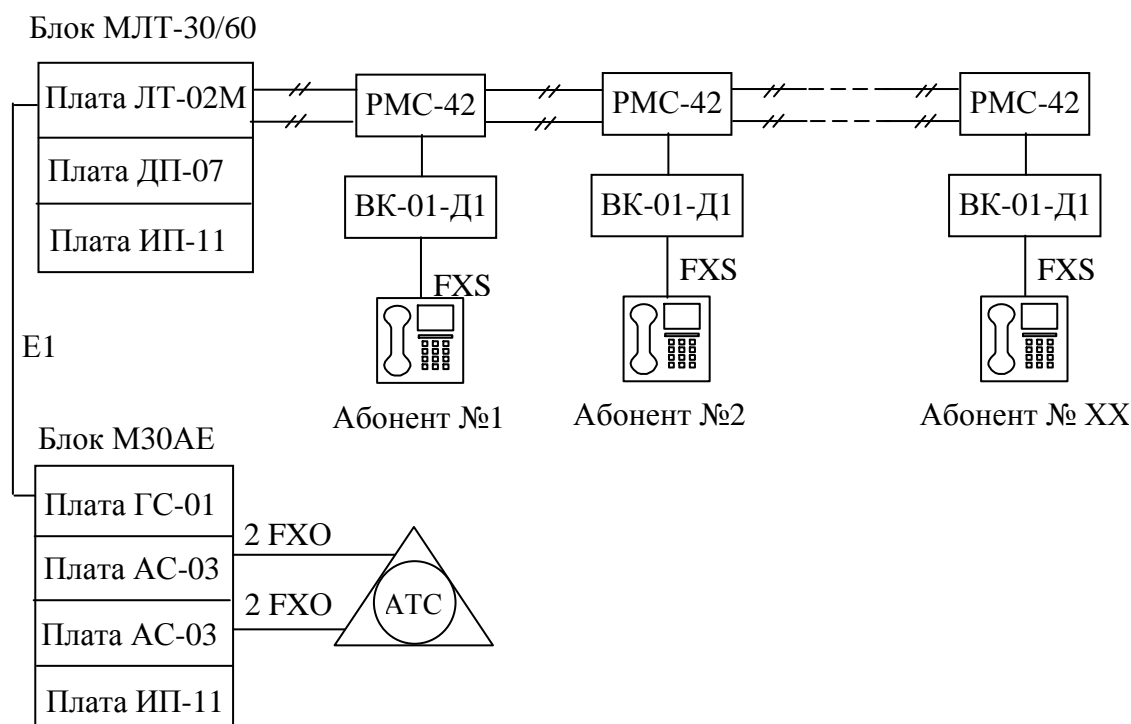 Блок МЛТ-30/60
Плата ЛТ-02М
РМС-42
РМС-42
РМС-42
Плата ДП-07
Плата ИП-11
ВК-01-Д1
ВК-01-Д1
ВК-01-Д1
FXS
FXS
FXS
Е1
Абонент №1
Абонент №2
Абонент № ХХ
Блок М30АЕ
Плата ГС-01
Плата АС-03
Плата АС-03
Плата ИП-11
2 FXO
2 FXO
АТС